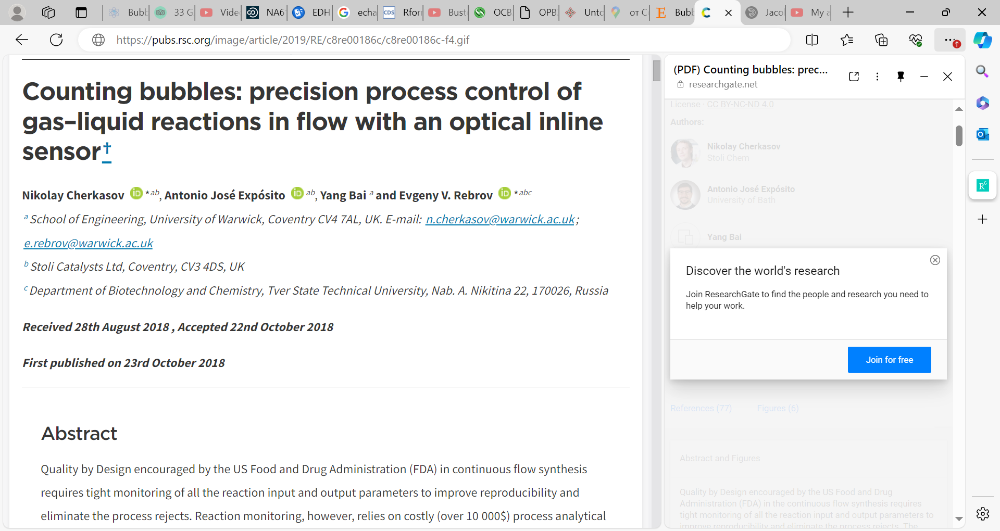 Bubb
33 G
Video
NA6
EDH
echa
CDS
Rforr
Bust
OCB
OPB
Unto
от С
Bubb
Jaco
My a
https://pubs.rsc.org/image/article/2019/RE/c8re00186c/c8re00186c-f4.gif
Counting bubbles: precision process control of
gas–liquid reactions in flow with an optical inline
sensor†
Nikolay Cherkasov iD *ab, Antonio José Expósito iD ab, Yang Bai a and Evgeny V. Rebrov iD *abc
a School of Engineering, University of Warwick, Coventry CV4 7AL, UK. E-mail: n.cherkasov@warwick.ac.uk;
e.rebrov@warwick.ac.uk
b Stoli Catalysts Ltd, Coventry, CV3 4DS, UK
c Department of Biotechnology and Chemistry, Tver State Technical University, Nab. A. Nikitina 22, 170026, Russia
Received 28th August 2018 , Accepted 22nd October 2018
First published on 23rd October 2018
Abstract
Quality by Design encouraged by the US Food and Drug Administration (FDA) in continuous flow synthesis
requires tight monitoring of all the reaction input and output parameters to improve reproducibility and
eliminate the process rejects. Reaction monitoring, however, relies on costly (over 10 000$) process analytical
(PDF) Counting bubbles: prec...
researchgate.net
License · CC BY-NC-ND 4.0
Authors:
Nikolay Cherkasov
Stoli Chem
Antonio José Expósito
University of Bath
Yang Bai
Discover the world's research
Join ResearchGate to find the people and research you need to
help your work.
Join for free
References (77)
Figures (6)
Abstract and Figures
Quality by Design encouraged by the US Food and Drug
Administration (FDA) in the continuous flow synthesis requires
tight monitoring of all the reaction input and output parameters to
improve reproducibility and eliminate the process rejects. The
RG